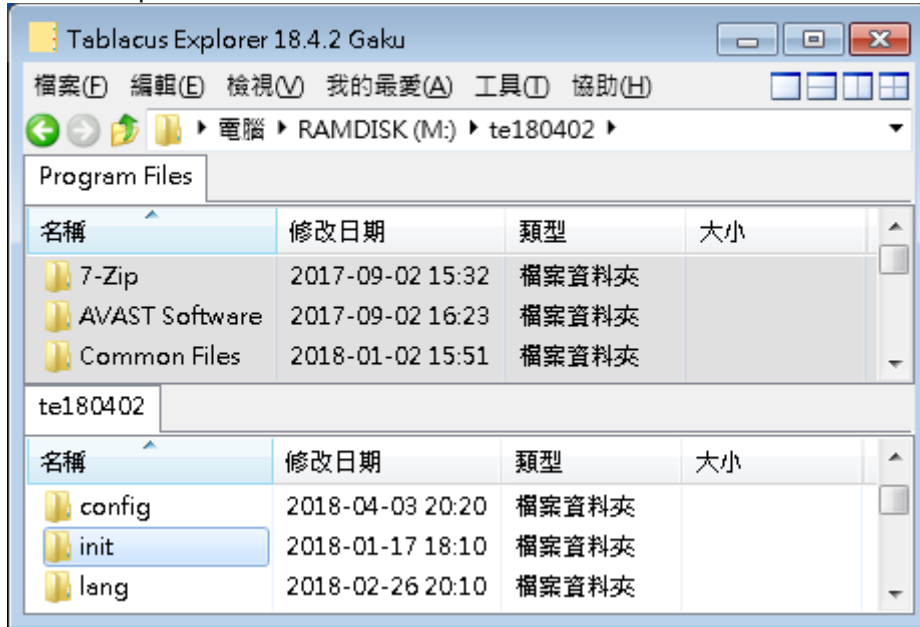 Tablacus Explorer 18.4.2 Gaku
檔案(F) 編輯(E) 檢視(V) 我的最愛(A) 工具(T) 協助(H)
電腦 RAMDISK (M:) te180402
Program Files
名稱 修改日期 類型 大小
7-Zip 2017-09-02 15:32 檔案資料夾
AVAST Software 2017-09-02 16:23 檔案資料夾
Common Files 2018-01-02 15:51 檔案資料夾
te180402
名稱 修改日期 類型 大小
config 2018-04-03 20:20 檔案資料夾
init 2018-01-17 18:10 檔案資料夾
lang 2018-02-26 20:10 檔案資料夾